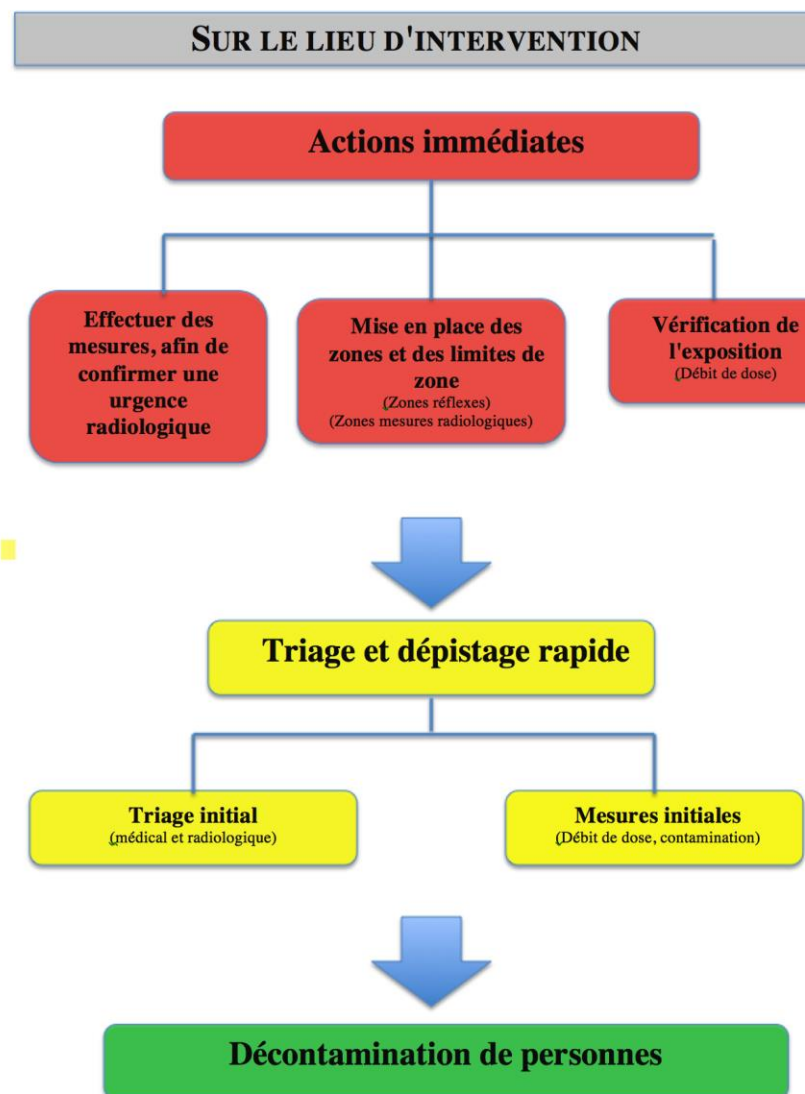 SUR LE LIEU D'INTERVENTION
Actions immédiates
Effectuer des
mesures, afin de
confirmer une
urgence
radiologique
Mise en place des
zones et des limites de
zone
(Zones réflexes)
(Zones mesures radiologiques)
Vérification de
l'exposition
(Débit de dose)
Triage et dépistage rapide
Triage initial
(médical et radiologique)
Mesures initiales
(Débit de dose, contamination)
Décontamination de personnes